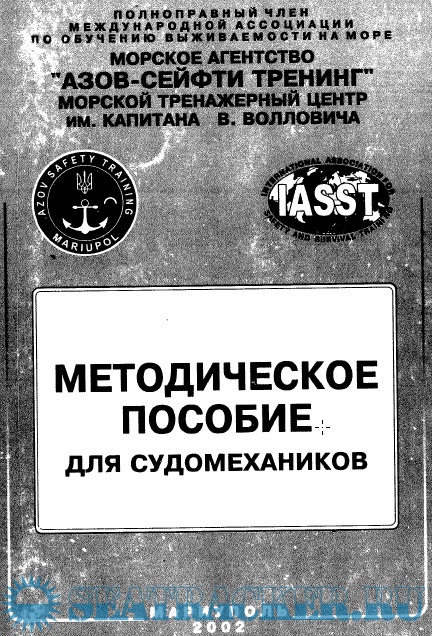 ПОЛНОПРАВНЫЙ ЧЛЕН
МЕЖДУНАРОДНОЙ АССОЦИАЦИИ
ПО ОБУЧЕНИЮ ВЫЖИВАЕМОСТИ НА МОРЕ
МОРСКОЕ АГЕНТСТВО
"АЗОВ-СЕЙФТИ ТРЕНИНГ"
МОРСКОЙ ТРЕНАЖЕРНЫЙ ЦЕНТР
им. КАПИТАНА В. ВОЛЛОВИЧА
AZOV SAFETY TRAINING
MARIUPOL
INTERNATIONAL ASSOCIATION FOR
IASST
SAFETY AND SURVIVAL TRAINING
МЕТОДИЧЕСКОЕ
ПОСОБИЕ
ДЛЯ СУДОМЕХАНИКОВ
МАРИУПОЛЬ
2002